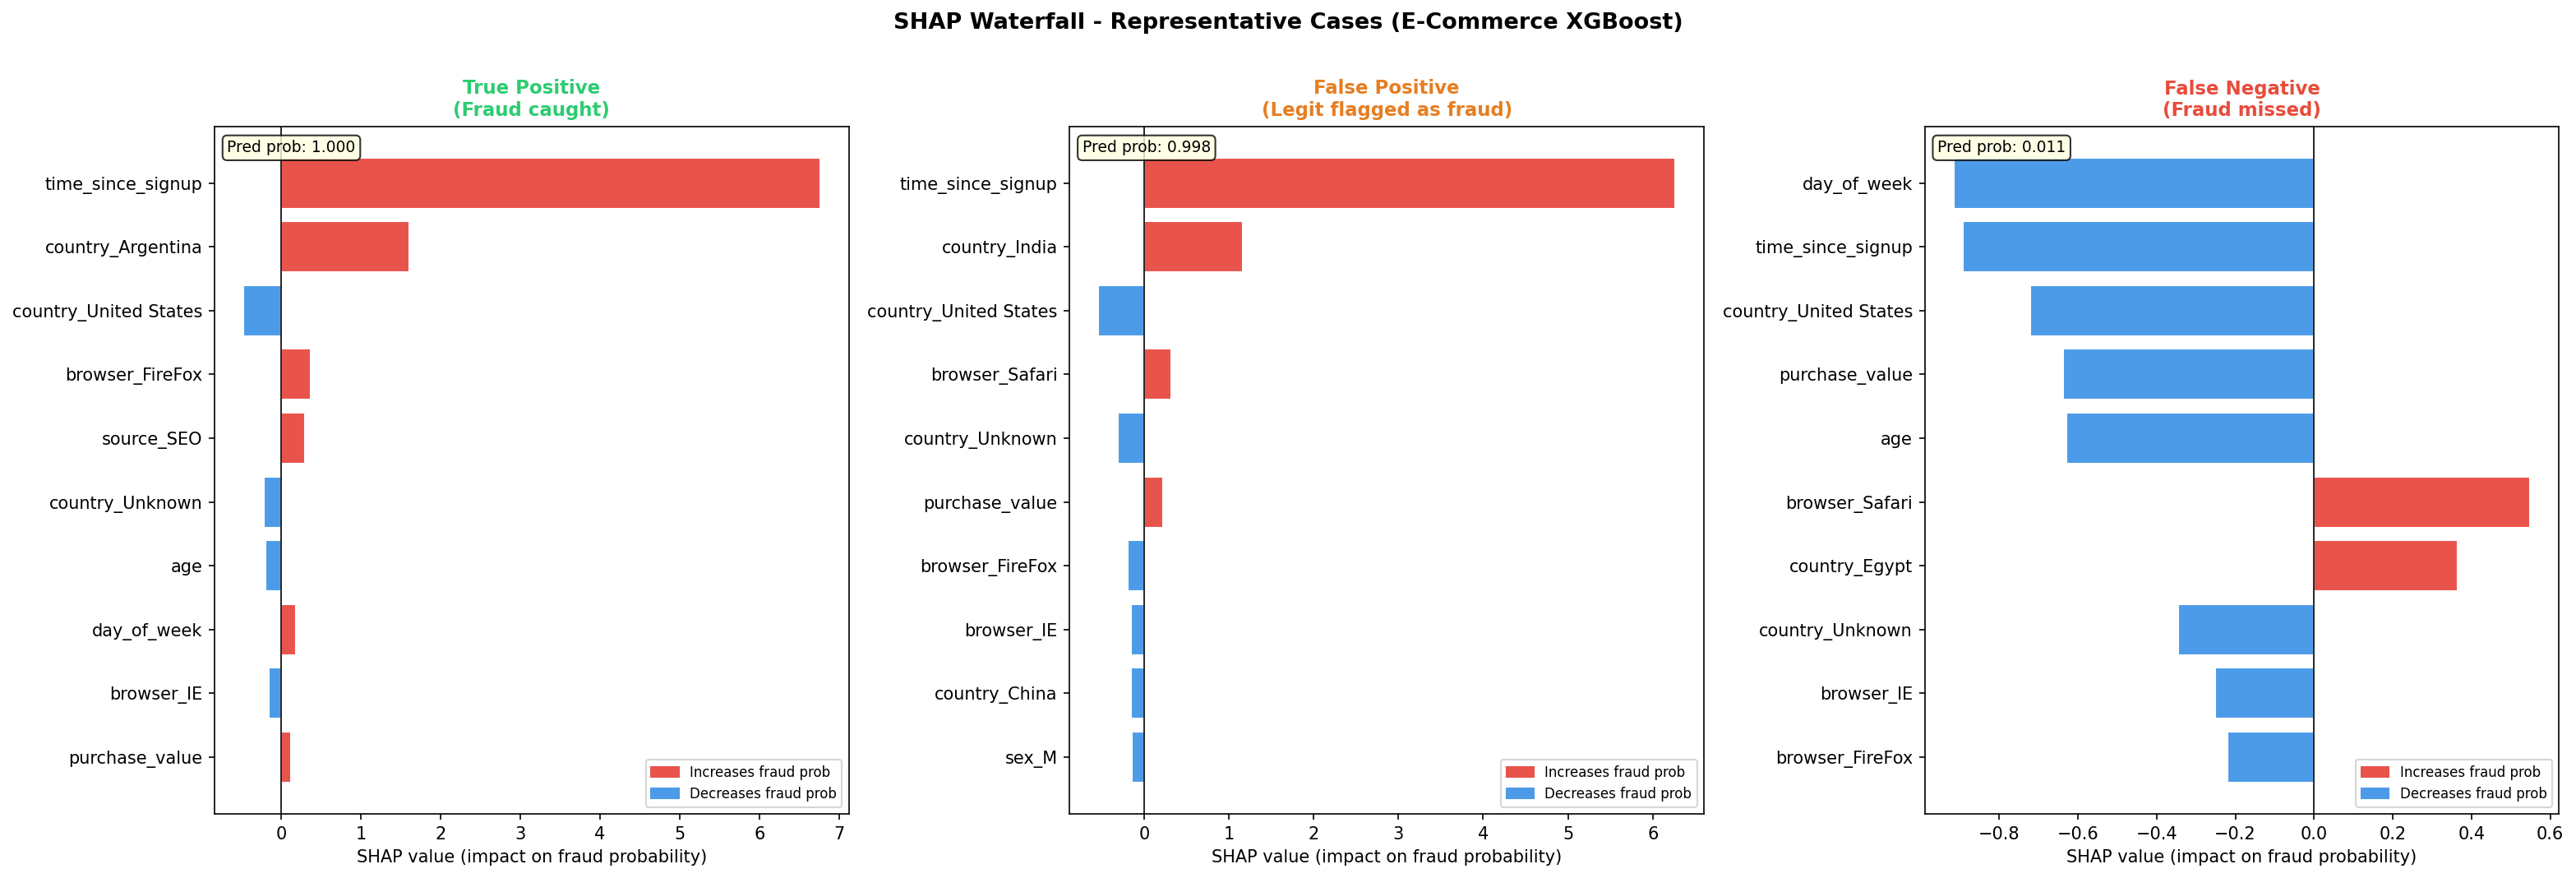 SHAP Waterfall - Representative Cases (E-Commerce XGBoost)
True Positive
(Fraud caught)
Pred prob: 1.000
time_since_signup
country_Argentina
country_United States
browser_FireFox
source_SEO
country_Unknown
age
day_of_week
browser_IE
purchase_value
Increases fraud prob
Decreases fraud prob
0 1 2 3 4 5 6 7
SHAP value (impact on fraud probability)
False Positive
(Legit flagged as fraud)
Pred prob: 0.998
time_since_signup
country_India
country_United States
browser_Safari
country_Unknown
purchase_value
browser_FireFox
browser_IE
country_China
sex_M
Increases fraud prob
Decreases fraud prob
0 1 2 3 4 5 6
SHAP value (impact on fraud probability)
False Negative
(Fraud missed)
Pred prob: 0.011
day_of_week
time_since_signup
country_United States
purchase_value
age
browser_Safari
country_Egypt
country_Unknown
browser_IE
browser_FireFox
Increases fraud prob
Decreases fraud prob
−0.8 −0.6 −0.4 −0.2 0.0 0.2 0.4 0.6
SHAP value (impact on fraud probability)